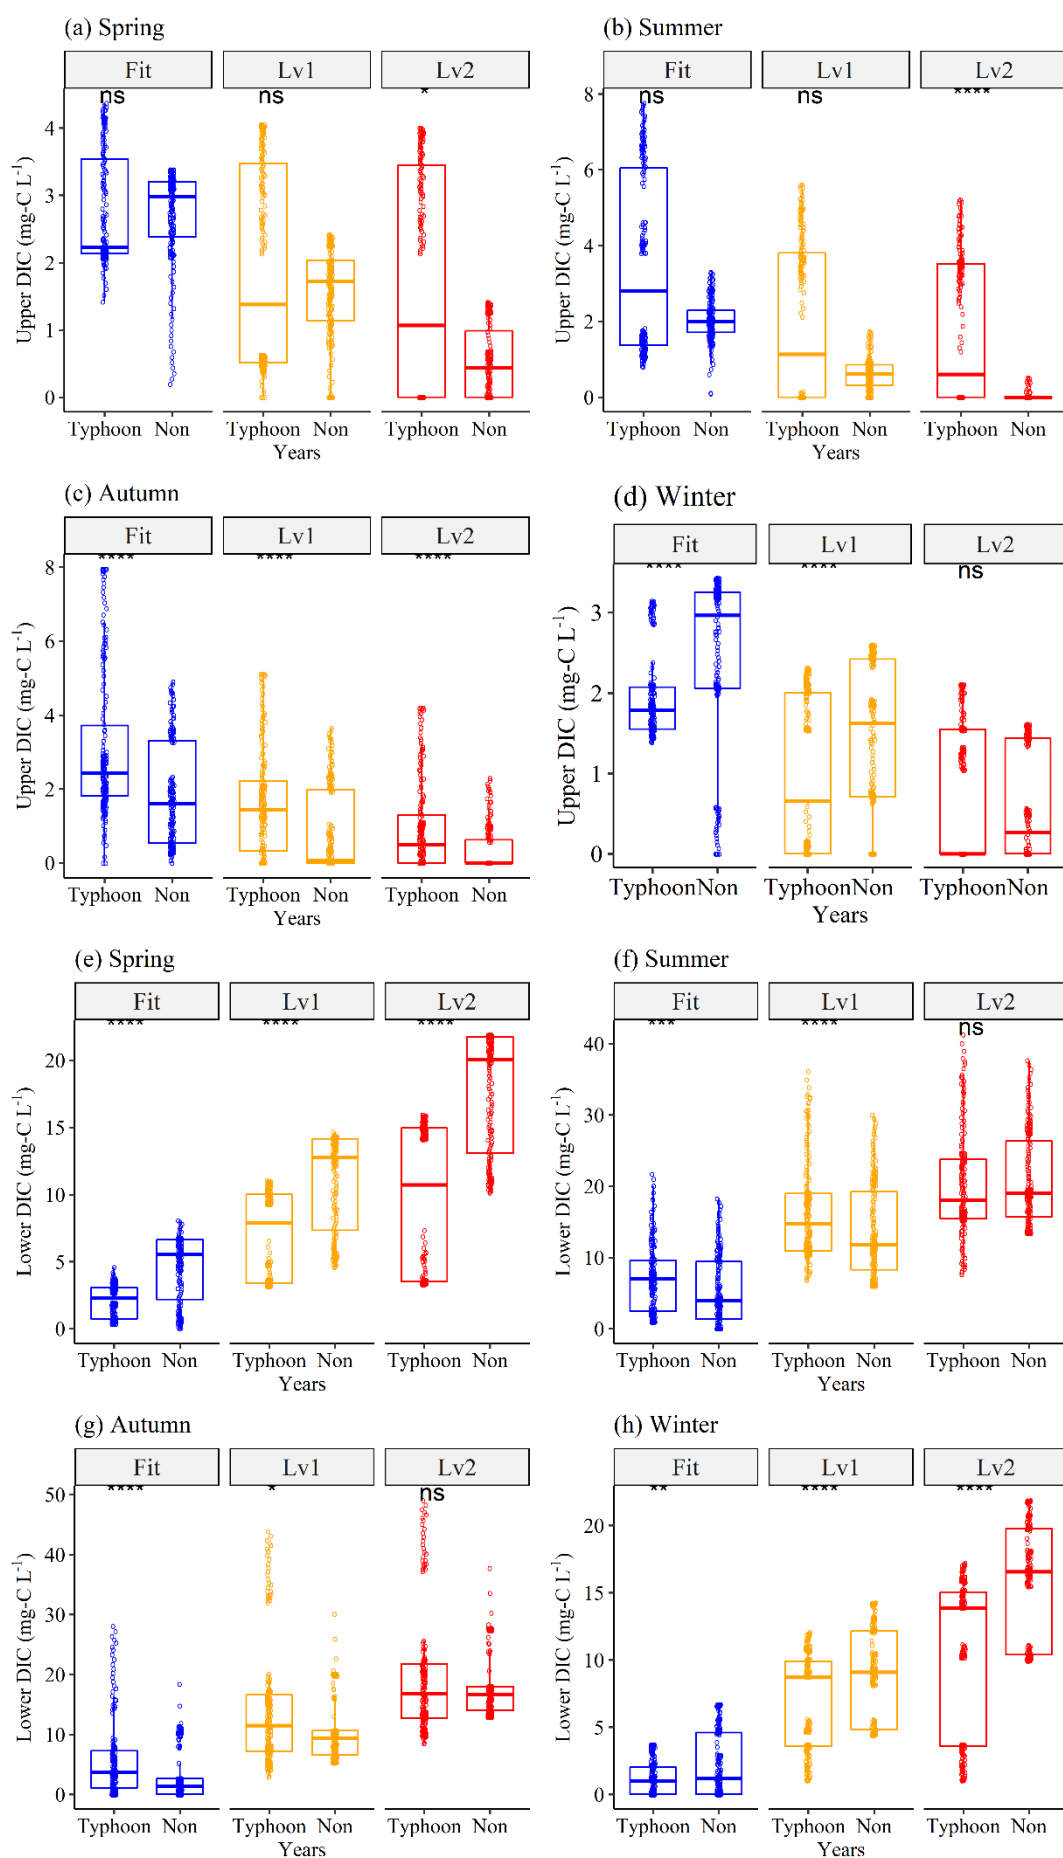 (a) Spring
Fit Lv1 Lv2
ns ns *
Upper DIC (mg-C L⁻¹)
4
3
2
1
0
Typhoon Non Typhoon Non Typhoon Non
Years
(b) Summer
Fit Lv1 Lv2
ns ns ****
Upper DIC (mg-C L⁻¹)
8
6
4
2
0
Typhoon Non Typhoon Non Typhoon Non
Years
(c) Autumn
Fit Lv1 Lv2
**** **** ****
Upper DIC (mg-C L⁻¹)
8
6
4
2
0
Typhoon Non Typhoon Non Typhoon Non
Years
(d) Winter
Fit Lv1 Lv2
**** **** ns
Upper DIC (mg-C L⁻¹)
3
2
1
0
Typhoon Non Typhoon Non Typhoon Non
Years
(e) Spring
Fit Lv1 Lv2
**** **** ****
Lower DIC (mg-C L⁻¹)
20
15
10
5
0
Typhoon Non Typhoon Non Typhoon Non
Years
(f) Summer
Fit Lv1 Lv2
*** **** ns
Lower DIC (mg-C L⁻¹)
40
30
20
10
0
Typhoon Non Typhoon Non Typhoon Non
Years
(g) Autumn
Fit Lv1 Lv2
**** * ns
Lower DIC (mg-C L⁻¹)
50
40
30
20
10
0
Typhoon Non Typhoon Non Typhoon Non
Years
(h) Winter
Fit Lv1 Lv2
** **** ****
Lower DIC (mg-C L⁻¹)
20
15
10
5
0
Typhoon Non Typhoon Non Typhoon Non
Years